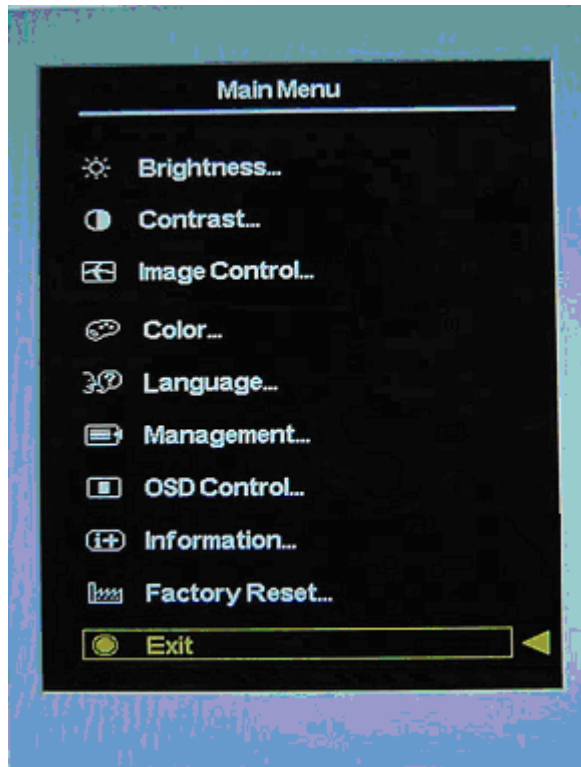 Main Menu
Brightness...
Contrast...
Image Control...
Color...
Language...
Management...
OSD Control...
Information...
Factory Reset...
Exit